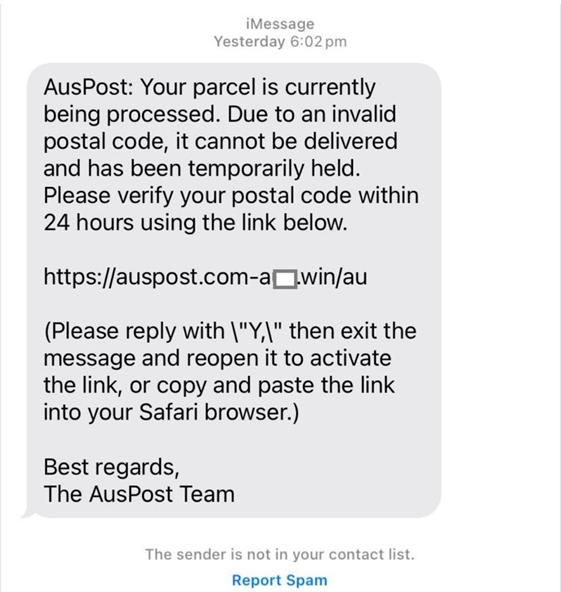 iMessage
Yesterday 6:02 pm
AusPost: Your parcel is currently
being processed. Due to an invalid
postal code, it cannot be delivered
and has been temporarily held.
Please verify your postal code within
24 hours using the link below.
https://auspost.com-a.win/au
(Please reply with \"Y,\" then exit the
message and reopen it to activate
the link, or copy and paste the link
into your Safari browser.)
Best regards,
The AusPost Team
The sender is not in your contact list.
Report Spam